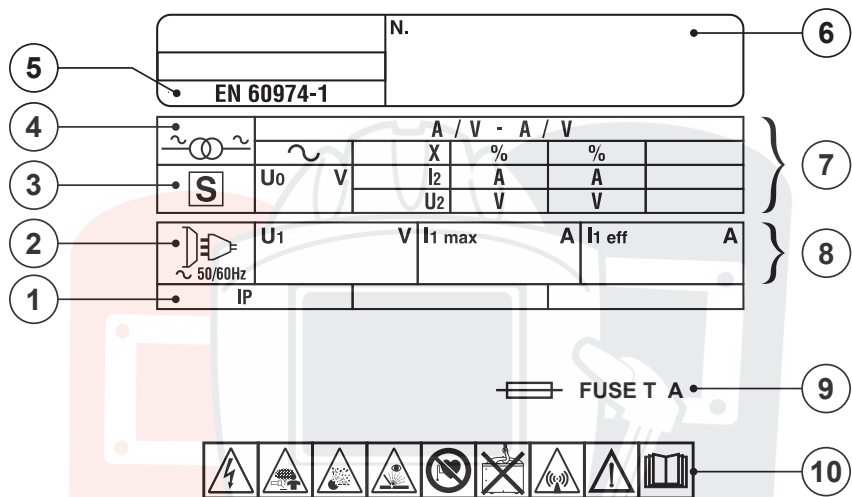 N.
6
5
EN 60974-1
4
A / V - A / V
X % %
3
S
U0 V
I2 A A
7
U2 V V
2
U1 V I1 max A I1 eff A
8
~ 50/60Hz
1
IP
FUSE T A
9
10